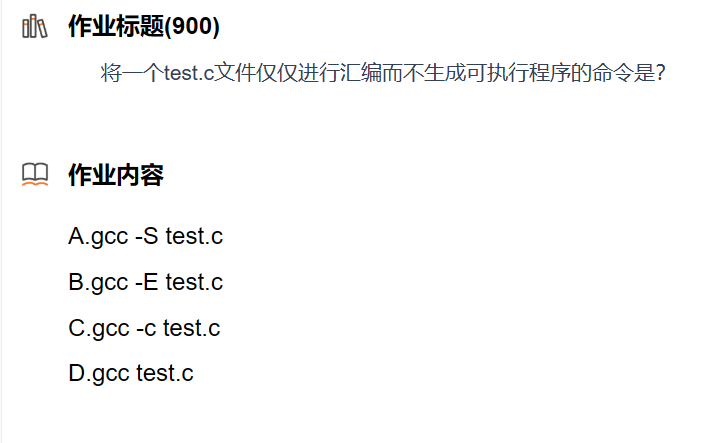 作业标题(900)
将一个test.c文件仅仅进行汇编而不生成可执行程序的命令是？
作业内容
A.gcc -S test.c
B.gcc -E test.c
C.gcc -c test.c
D.gcc test.c